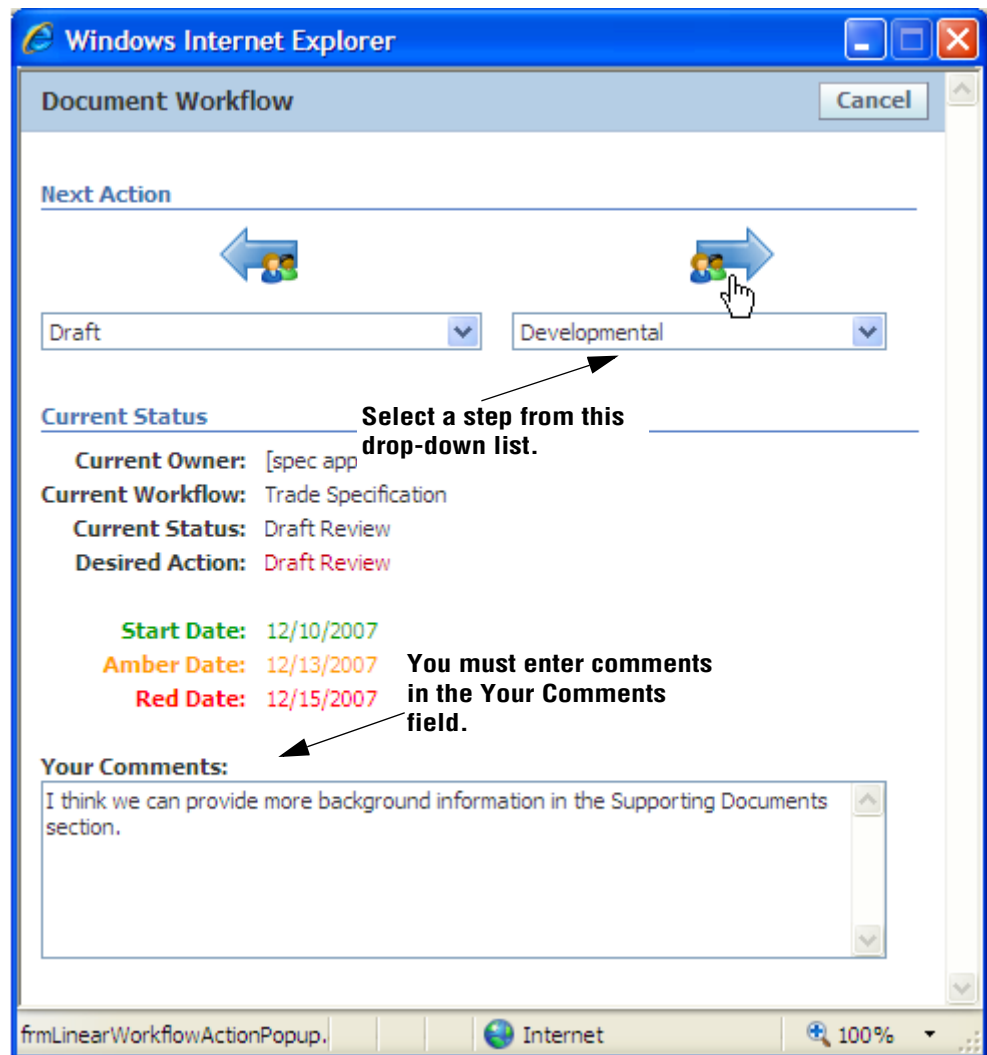 Windows Internet Explorer
Document Workflow
Cancel
Next Action
Draft
Developmental
Select a step from this
drop-down list.
Current Status
Current Owner: [spec app
Current Workflow: Trade Specification
Current Status: Draft Review
Desired Action: Draft Review
Start Date: 12/10/2007
Amber Date: 12/13/2007
Red Date: 12/15/2007
You must enter comments
in the Your Comments
field.
Your Comments:
I think we can provide more background information in the Supporting Documents
section.
frmLinearWorkflowActionPopup.
Internet
100%